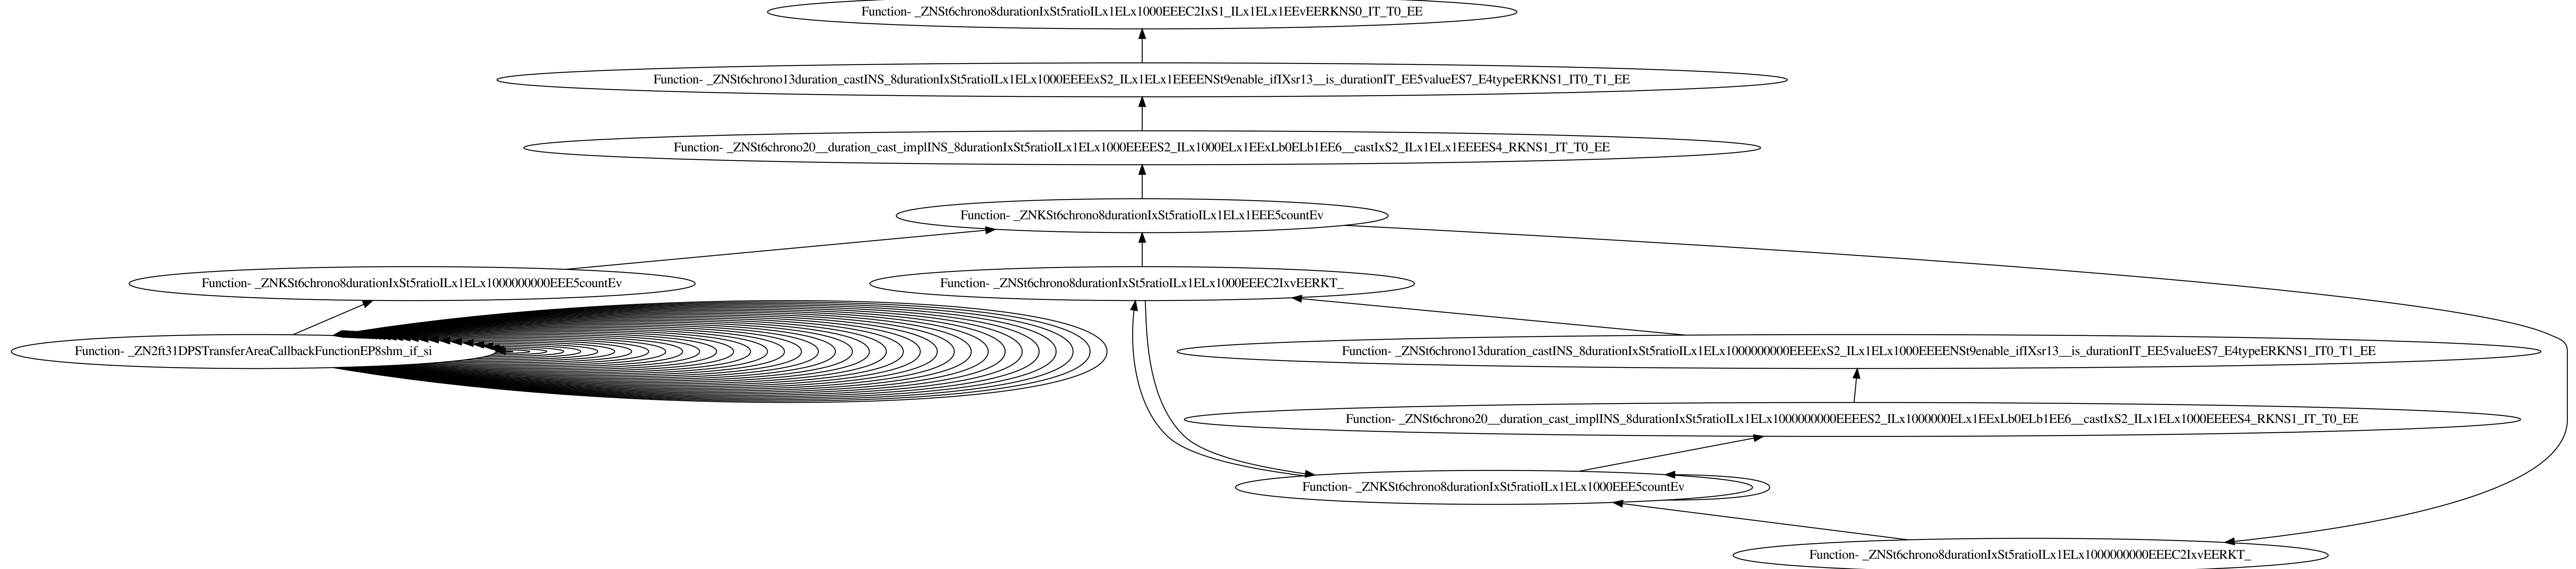 Function- _ZNSt6chrono8durationIxSt5ratioILx1ELx1000EEEC2IxS1_ILx1ELx1EEvEERKNS0_IT_T0_EE
Function- _ZNSt6chrono13duration_castINS_8durationIxSt5ratioILx1ELx1000EEEExS2_ILx1ELx1EEEENSt9enable_ifIXsr13__is_durationIT_EE5valueES7_E4typeERKNS1_IT0_T1_EE
Function- _ZNSt6chrono20__duration_cast_implINS_8durationIxSt5ratioILx1ELx1000EEEES2_ILx1000ELx1EExLb0ELb1EE6__castIxS2_ILx1ELx1EEEES4_RKNS1_IT_T0_EE
Function- _ZNKSt6chrono8durationIxSt5ratioILx1ELx1EEE5countEv
Function- _ZNKSt6chrono8durationIxSt5ratioILx1ELx1000000000EEE5countEv
Function- _ZNSt6chrono8durationIxSt5ratioILx1ELx1000EEEC2IxvEERKT_
Function- _ZN2ft31DPSTransferAreaCallbackFunctionEP8shm_if_si
Function- _ZNSt6chrono13duration_castINS_8durationIxSt5ratioILx1ELx1000000000EEEExS2_ILx1ELx1000EEEENSt9enable_ifIXsr13__is_durationIT_EE5valueES7_E4typeERKNS1_IT0_T1_EE
Function- _ZNSt6chrono20__duration_cast_implINS_8durationIxSt5ratioILx1ELx1000000000EEEES2_ILx1000000ELx1EExLb0ELb1EE6__castIxS2_ILx1ELx1000EEEES4_RKNS1_IT_T0_EE
Function- _ZNKSt6chrono8durationIxSt5ratioILx1ELx1000EEE5countEv
Function- _ZNSt6chrono8durationIxSt5ratioILx1ELx1000000000EEEC2IxvEERKT_